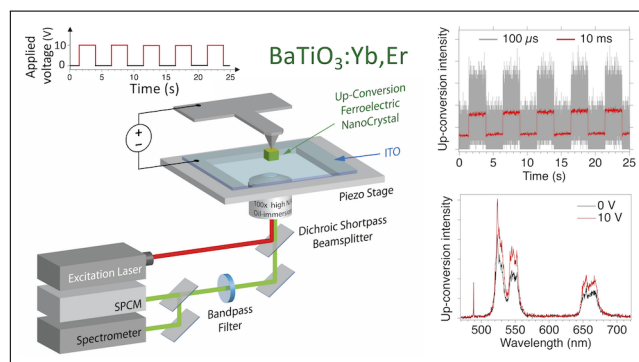 Applied
voltage (V)
10
0
0 5 10 15 20 25
Time (s)
BaTiO3:Yb,Er
Up-Conversion
Ferroelectric
NanoCrystal
ITO
Piezo Stage
100x high NA
Oil-immersion
Dichroic Shortpass
Beamsplitter
Excitation Laser
SPCM
Spectrometer
Bandpass
Filter
Up-conversion intensity
100 µs
10 ms
0 5 10 15 20 25
Time (s)
Up-conversion intensity
0 V
10 V
500 550 600 650 700
Wavelength (nm)